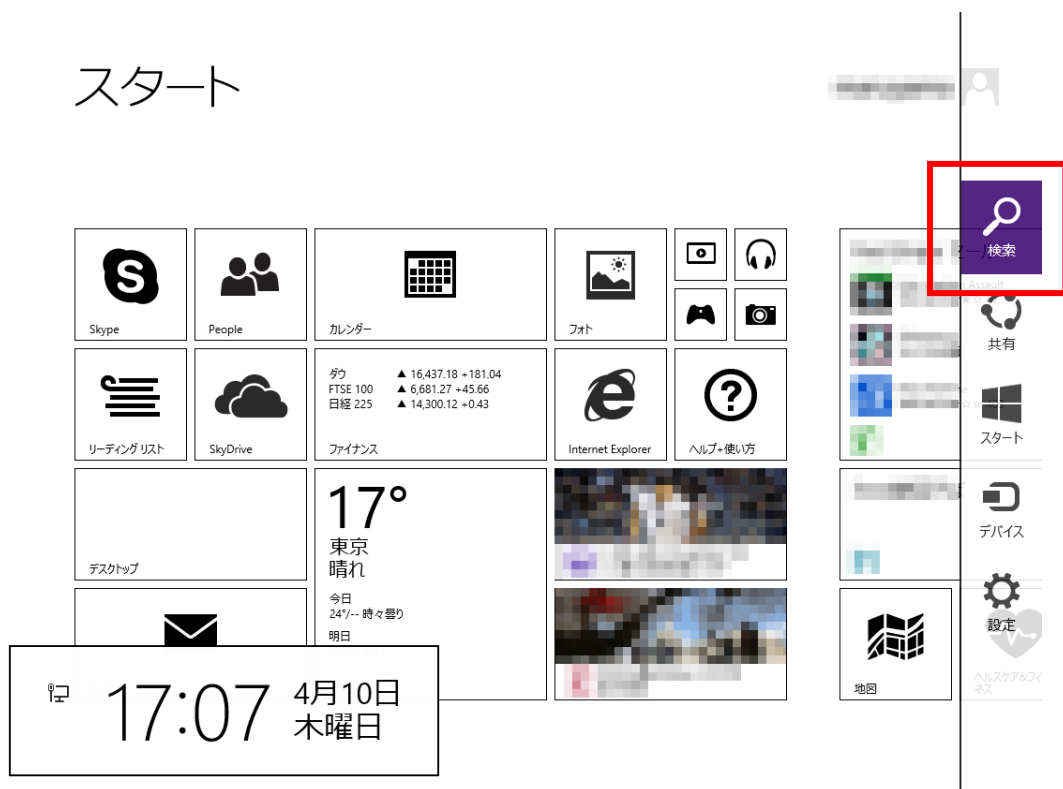 スタート
Skype
People
カレンダー
フォト
リーディング リスト
SkyDrive
ダウ ▲ 16,437.18 +181.04
FTSE 100 ▲ 6,681.27 +45.66
日経 225 ▲ 14,300.12 +0.43
ファイナンス
Internet Explorer
ヘルプ+使い方
デスクトップ
17°
東京
晴れ
今日
24°/-- 時々曇り
明日
地図
ヘルスケア&フィ
ネス
検索
Assault
共有
スタート
デバイス
設定
17:07
4月10日
木曜日